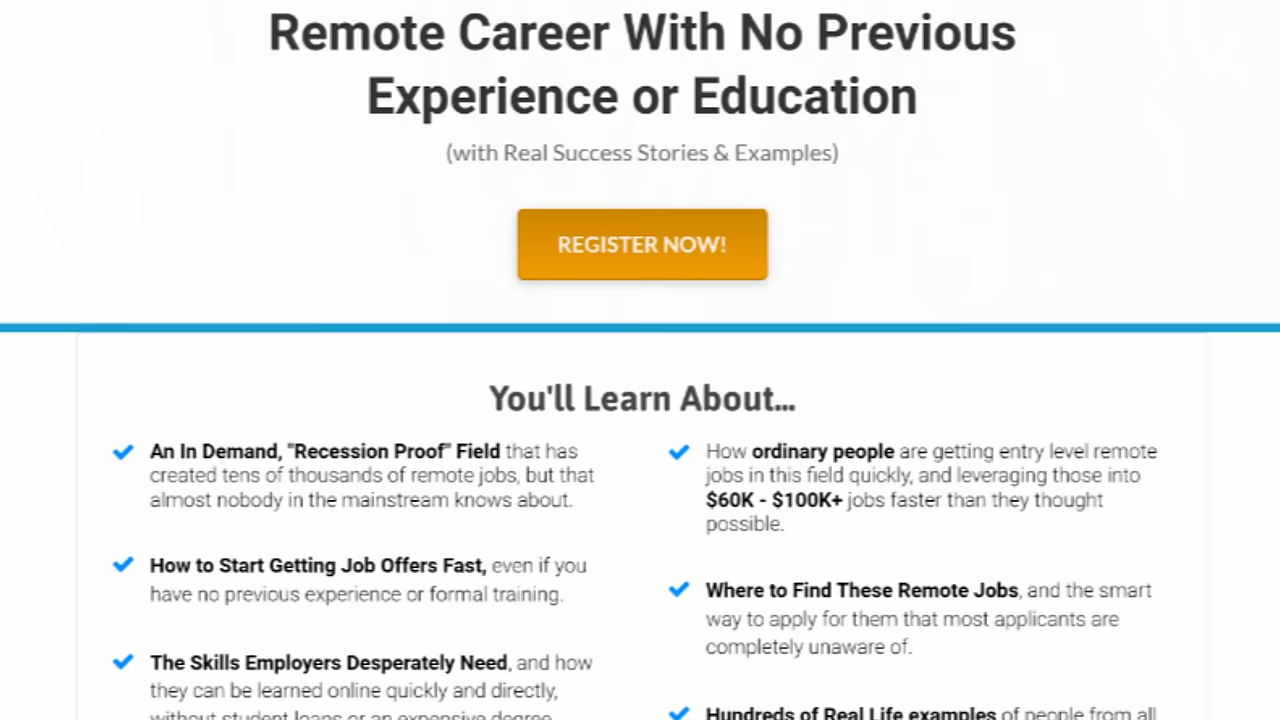 Remote Career With No Previous
Experience or Education
(with Real Success Stories & Examples)
REGISTER NOW!
You'll Learn About...
An In Demand, "Recession Proof" Field that has
created tens of thousands of remote jobs, but that
almost nobody in the mainstream knows about.
How to Start Getting Job Offers Fast, even if you
have no previous experience or formal training.
The Skills Employers Desperately Need, and how
they can be learned online quickly and directly,
without student loans or an expensive degree
How ordinary people are getting entry level remote
jobs in this field quickly, and leveraging those into
$60K - $100K+ jobs faster than they thought
possible.
Where to Find These Remote Jobs, and the smart
way to apply for them that most applicants are
completely unaware of.
Hundreds of Real Life examples of people from all